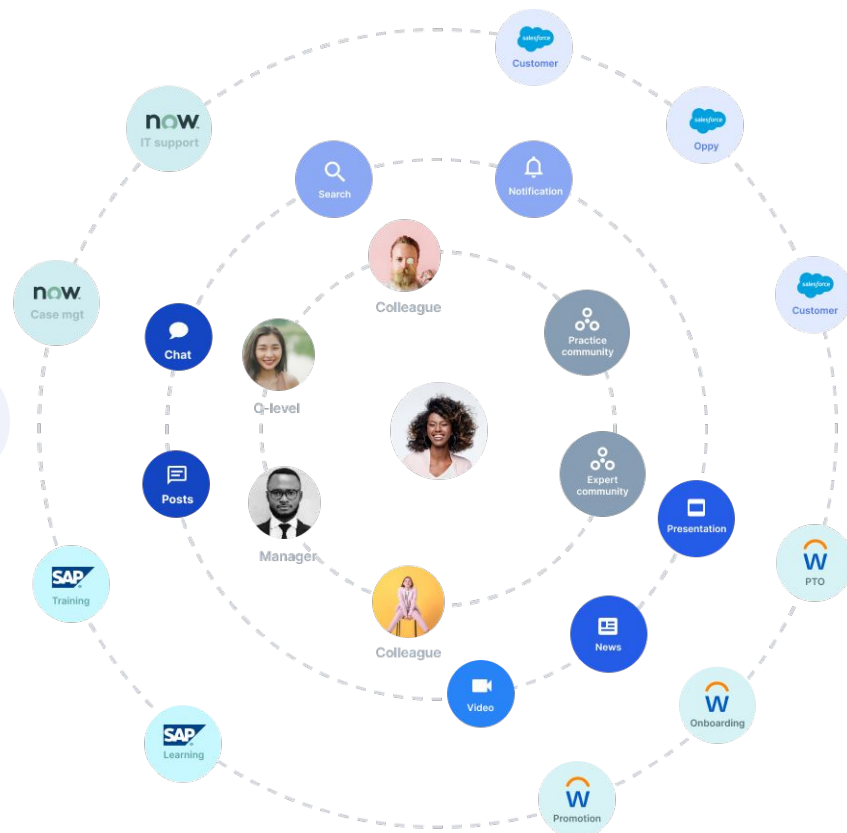 salesforce
Customer
now.
IT support
salesforce
Oppy
Search
Notification
now.
Case mgt
salesforce
Customer
Colleague
Chat
Practice
community
C-level
Posts
Expert
community
Presentation
Manager
SAP
Training
W
PTO
Colleague
News
Video
W
Onboarding
SAP
Learning
W
Promotion